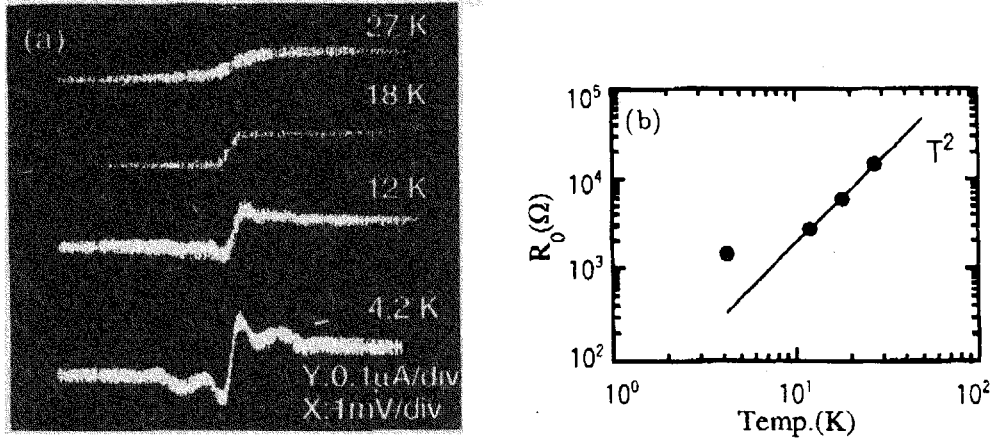 (a)
27 K
18 K
12 K
4.2 K
Y:0.1uA/div
X:1mV/div
(b)
T²
R₀(Ω)
10⁵
10⁴
10³
10²
10⁰
10¹
10²
Temp.(K)